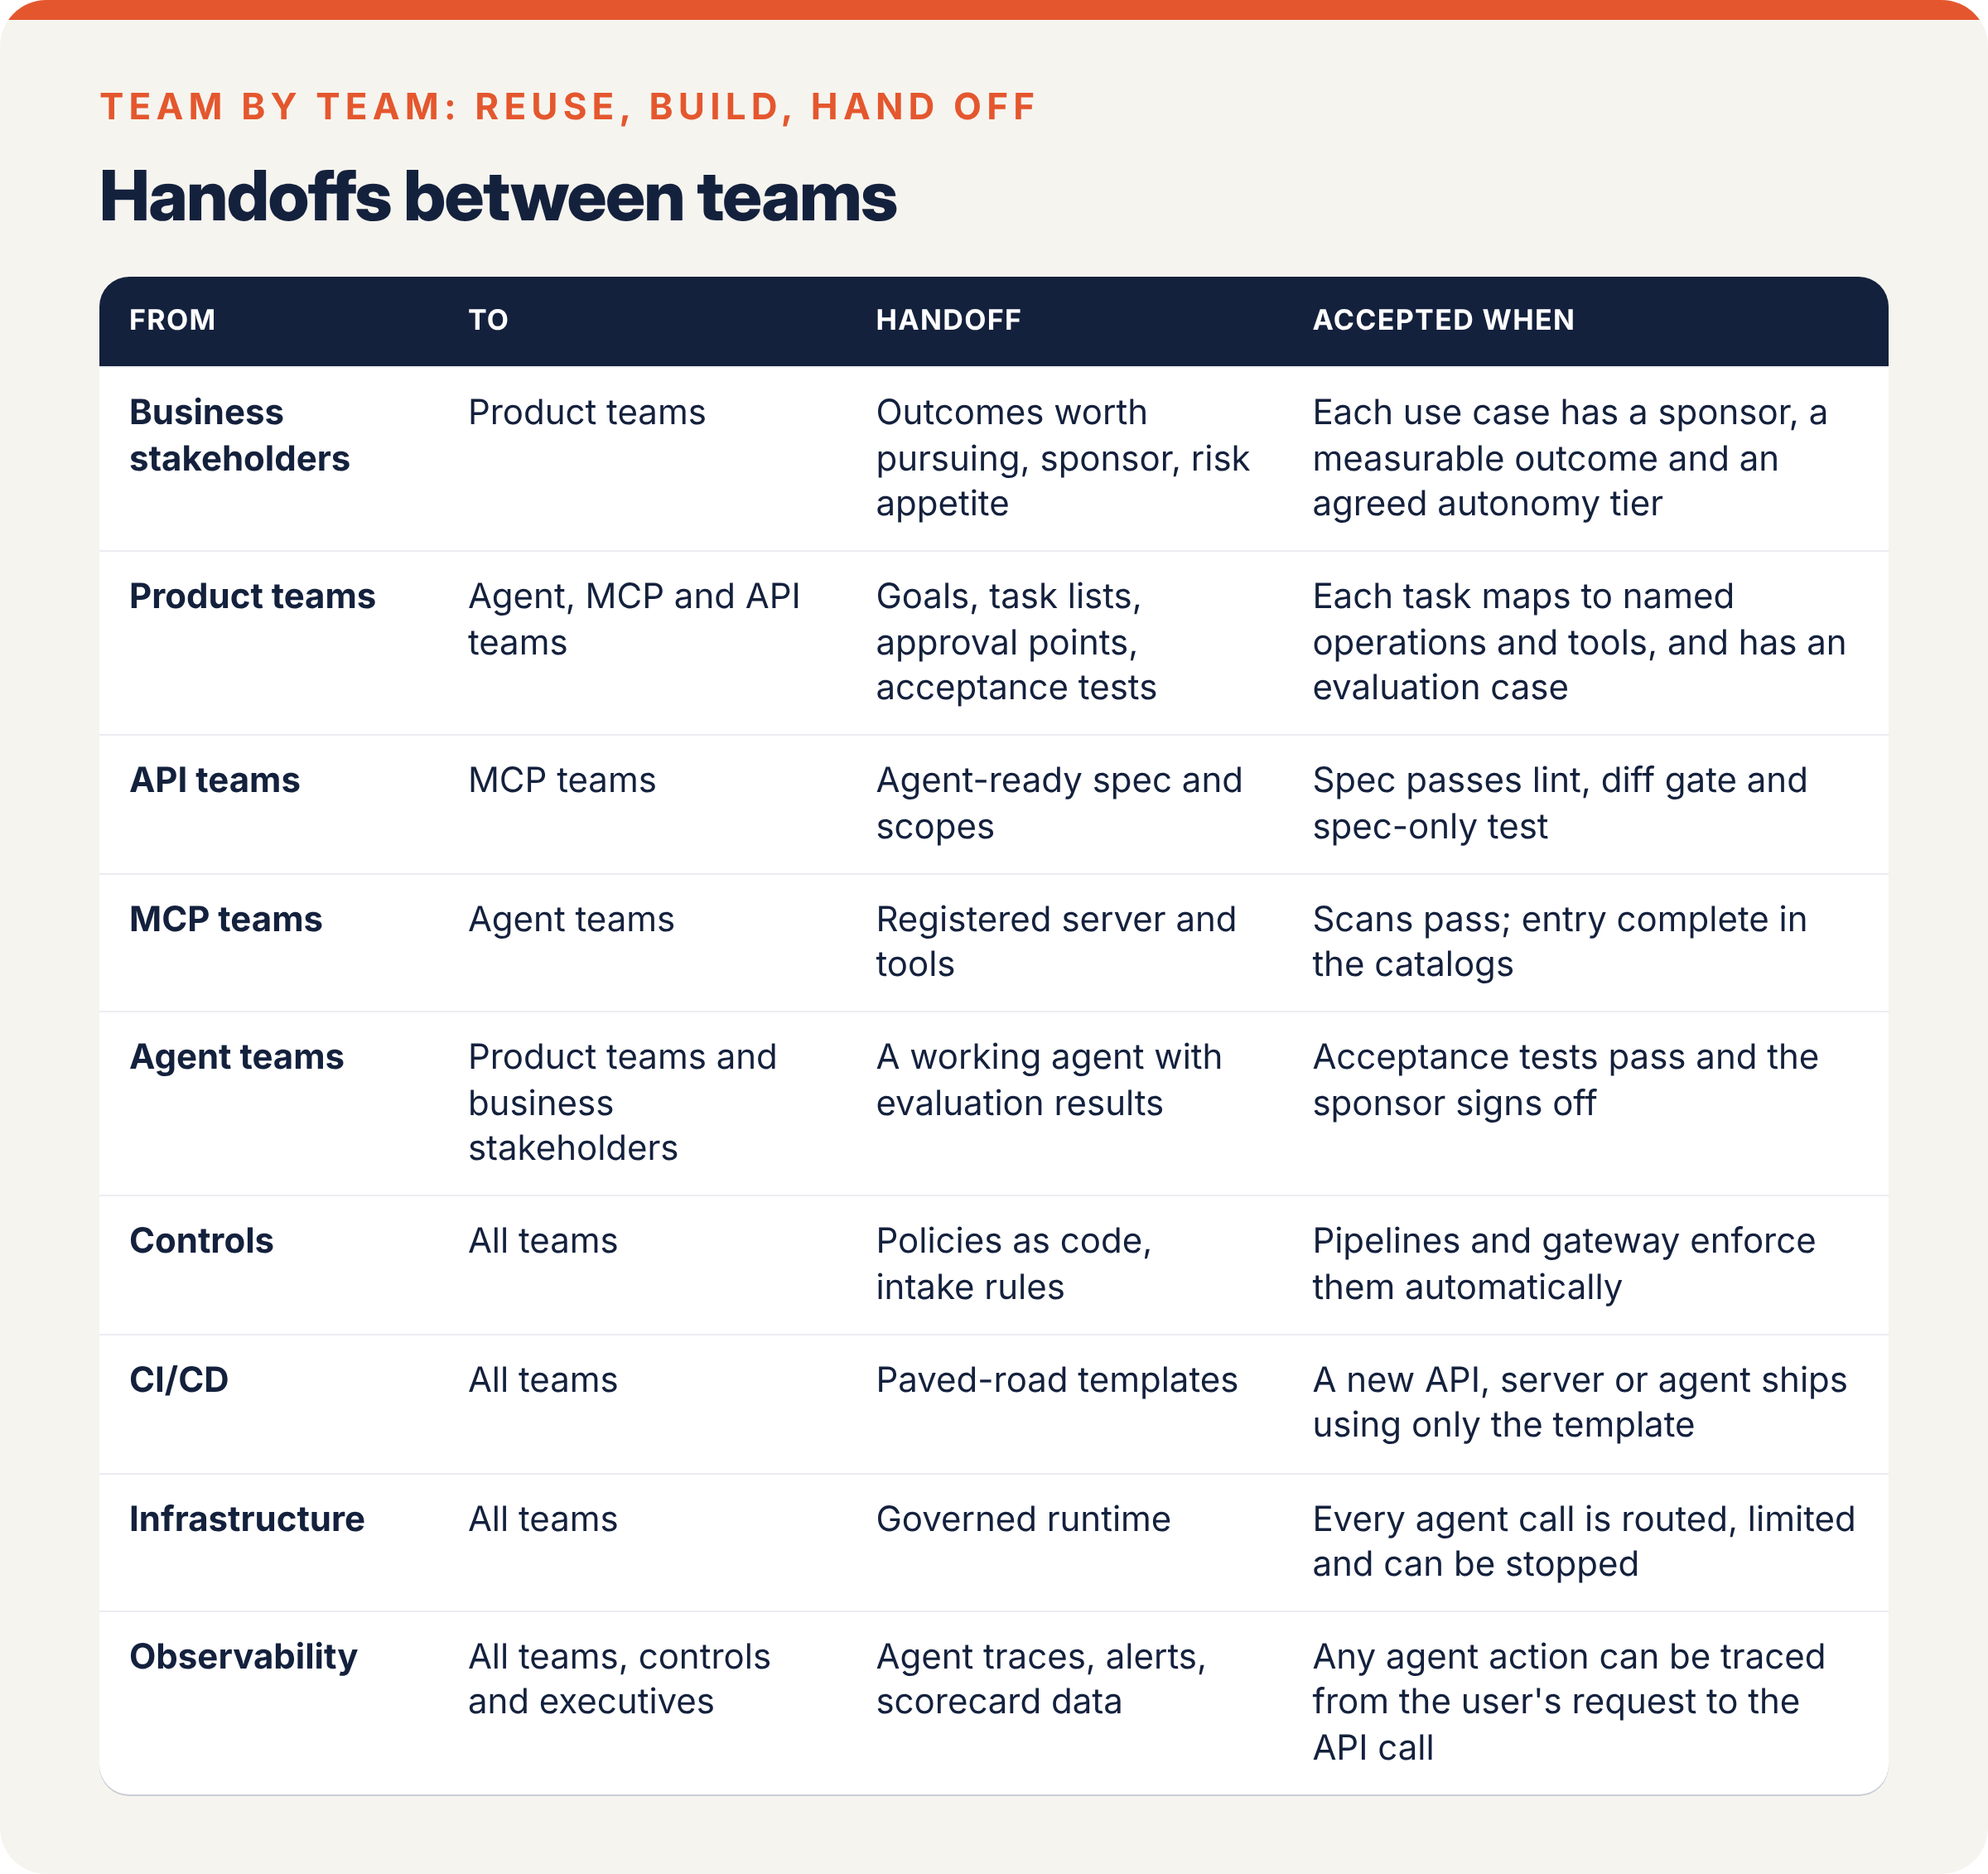 TEAM BY TEAM: REUSE, BUILD, HAND OFF
Handoffs between teams
FROM TO HANDOFF ACCEPTED WHEN
Business
stakeholders
Product teams
Outcomes worth
pursuing, sponsor, risk
appetite
Each use case has a sponsor, a
measurable outcome and an
agreed autonomy tier
Product teams
Agent, MCP and API
teams
Goals, task lists,
approval points,
acceptance tests
Each task maps to named
operations and tools, and has an
evaluation case
API teams
MCP teams
Agent-ready spec and
scopes
Spec passes lint, diff gate and
spec-only test
MCP teams
Agent teams
Registered server and
tools
Scans pass; entry complete in
the catalogs
Agent teams
Product teams and
business
stakeholders
A working agent with
evaluation results
Acceptance tests pass and the
sponsor signs off
Controls
All teams
Policies as code,
intake rules
Pipelines and gateway enforce
them automatically
CI/CD
All teams
Paved-road templates
A new API, server or agent ships
using only the template
Infrastructure
All teams
Governed runtime
Every agent call is routed, limited
and can be stopped
Observability
All teams, controls
and executives
Agent traces, alerts,
scorecard data
Any agent action can be traced
from the user's request to the
API call